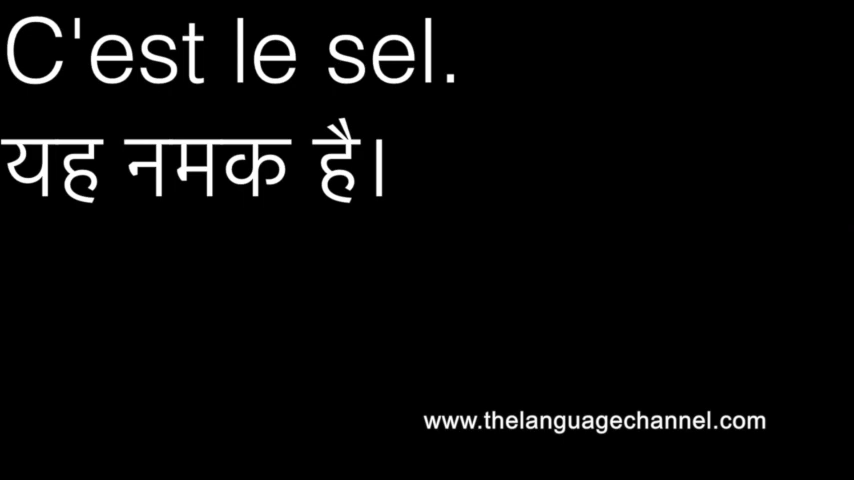 C'est le sel.
यह नमक है।
www.thelanguagechannel.com